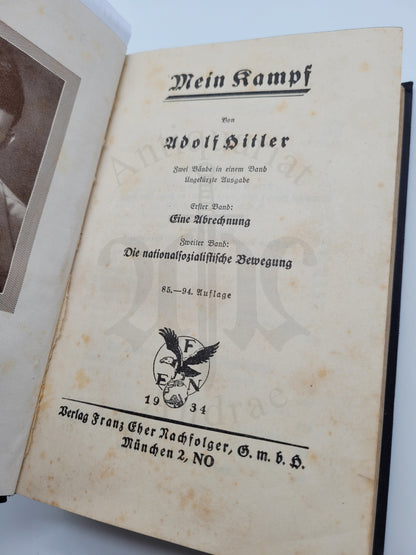 Mein Kampf
Von
Adolf Hitler
Zwei Bände in einem Band
Ungekürzte Ausgabe
Erster Band:
Eine Abrechnung
Zweiter Band:
Die nationalsozialistische Bewegung
85.—94. Auflage
F
E N
19 34
Verlag Franz Eher Nachfolger, G. m. b. H.
München 2, NO